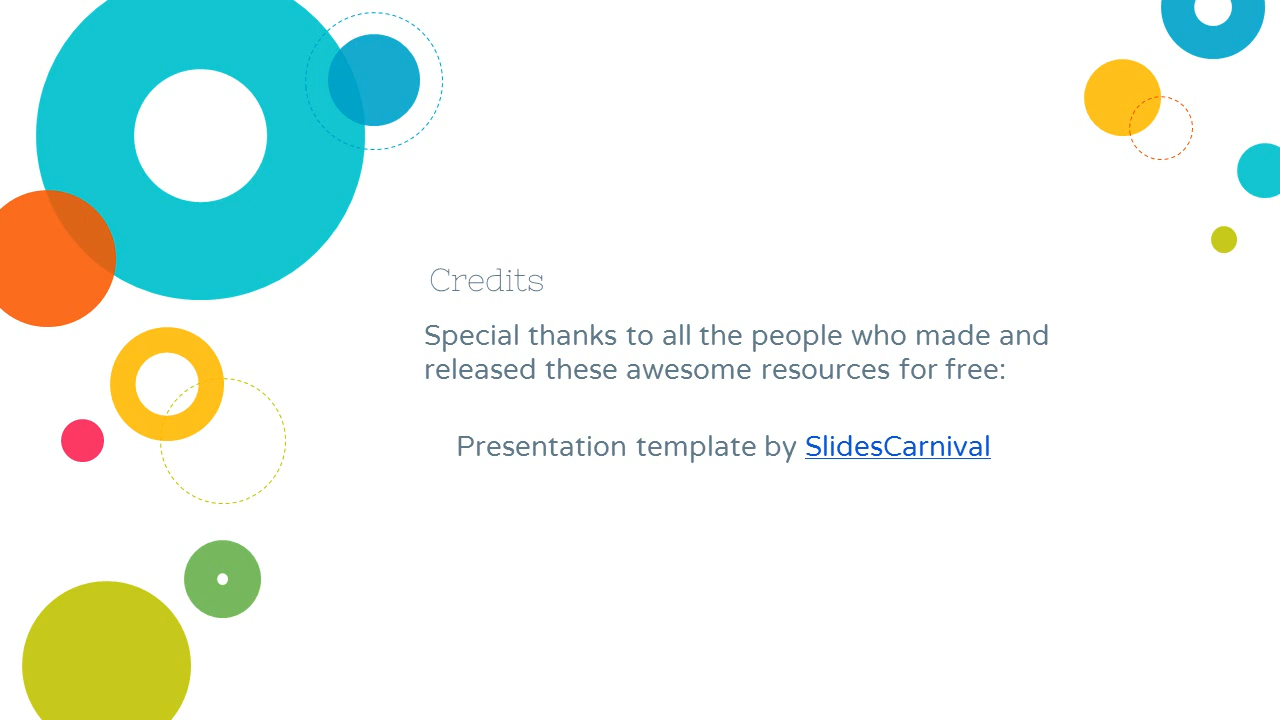 Credits
Special thanks to all the people who made and
released these awesome resources for free:
Presentation template by SlidesCarnival